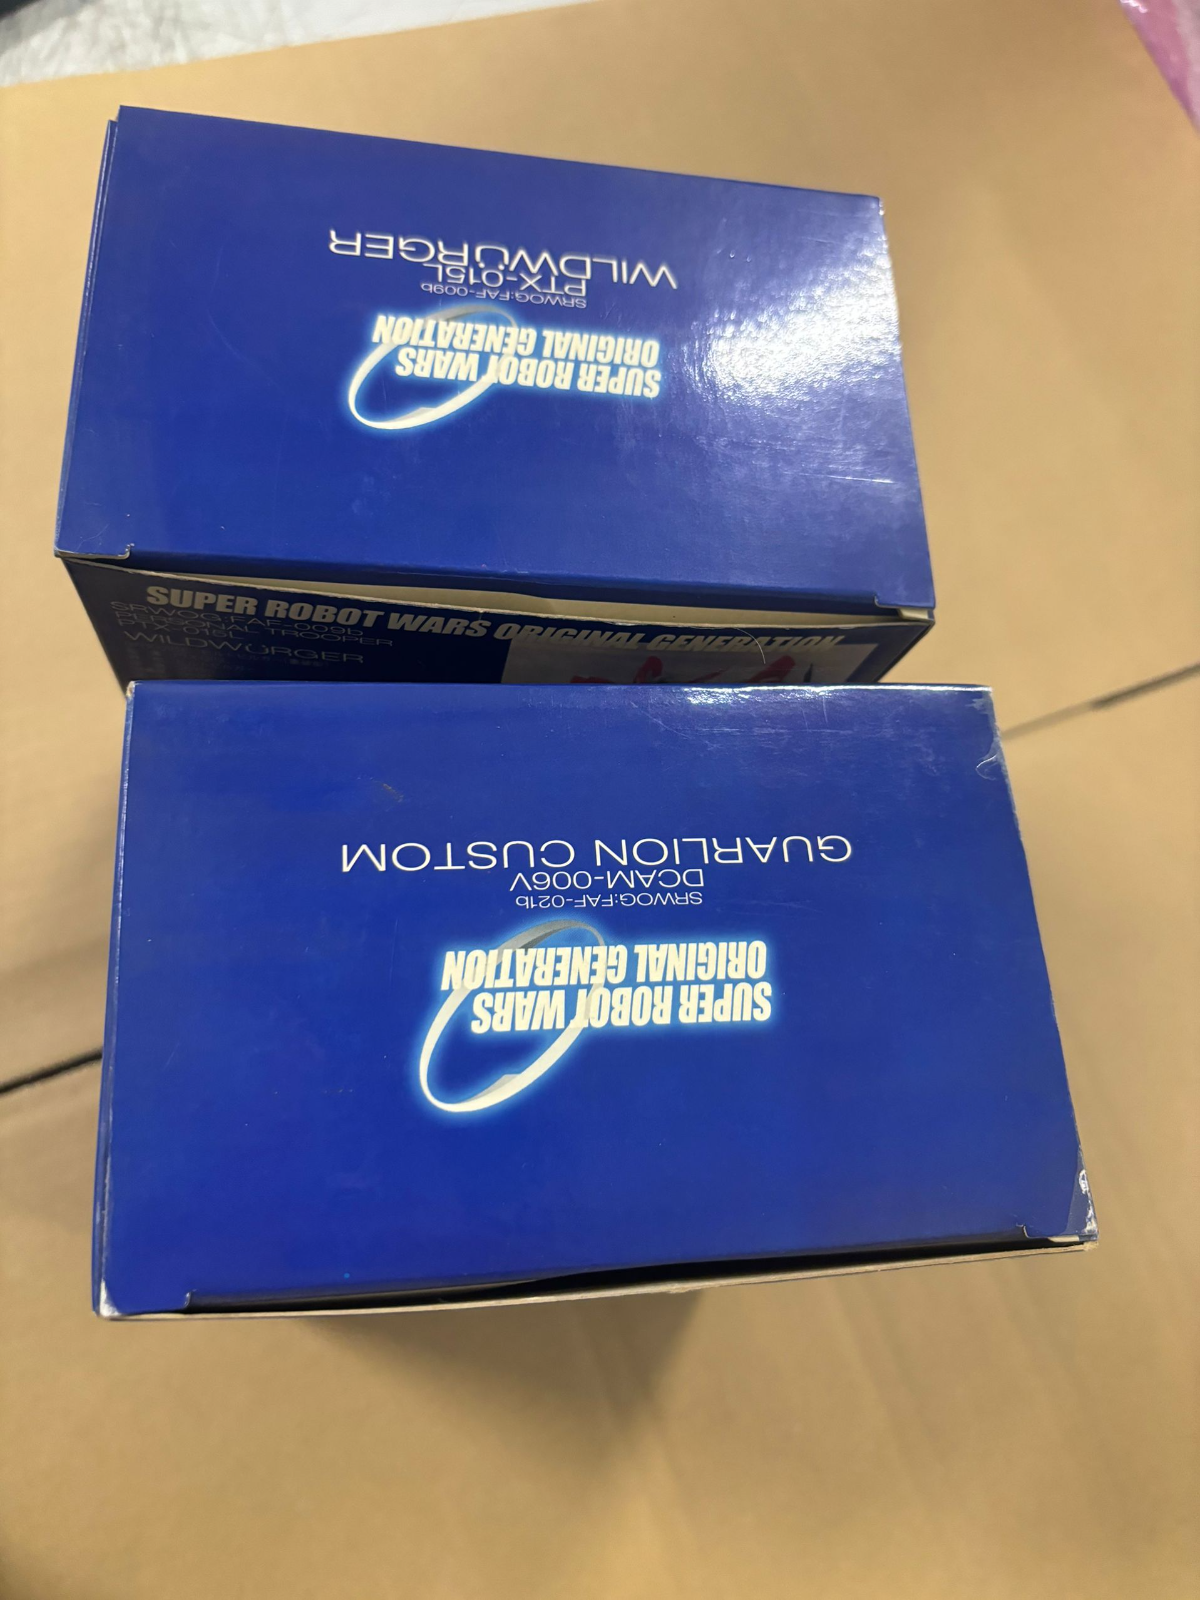 SUPER ROBOT WARS
ORIGINAL GENERATION
SRWOG:FAF-009b
PTX-015L
WILDWÜRGER
SUPER ROBOT WARS ORIGINAL GENERATION
SRWOG:FAF-009b
PERSONAL TROOPER
PTX-015L
WILDWÜRGER
SUPER ROBOT WARS
ORIGINAL GENERATION
SRWOG:FAF-021b
DCAM-006V
GUARLION CUSTOM